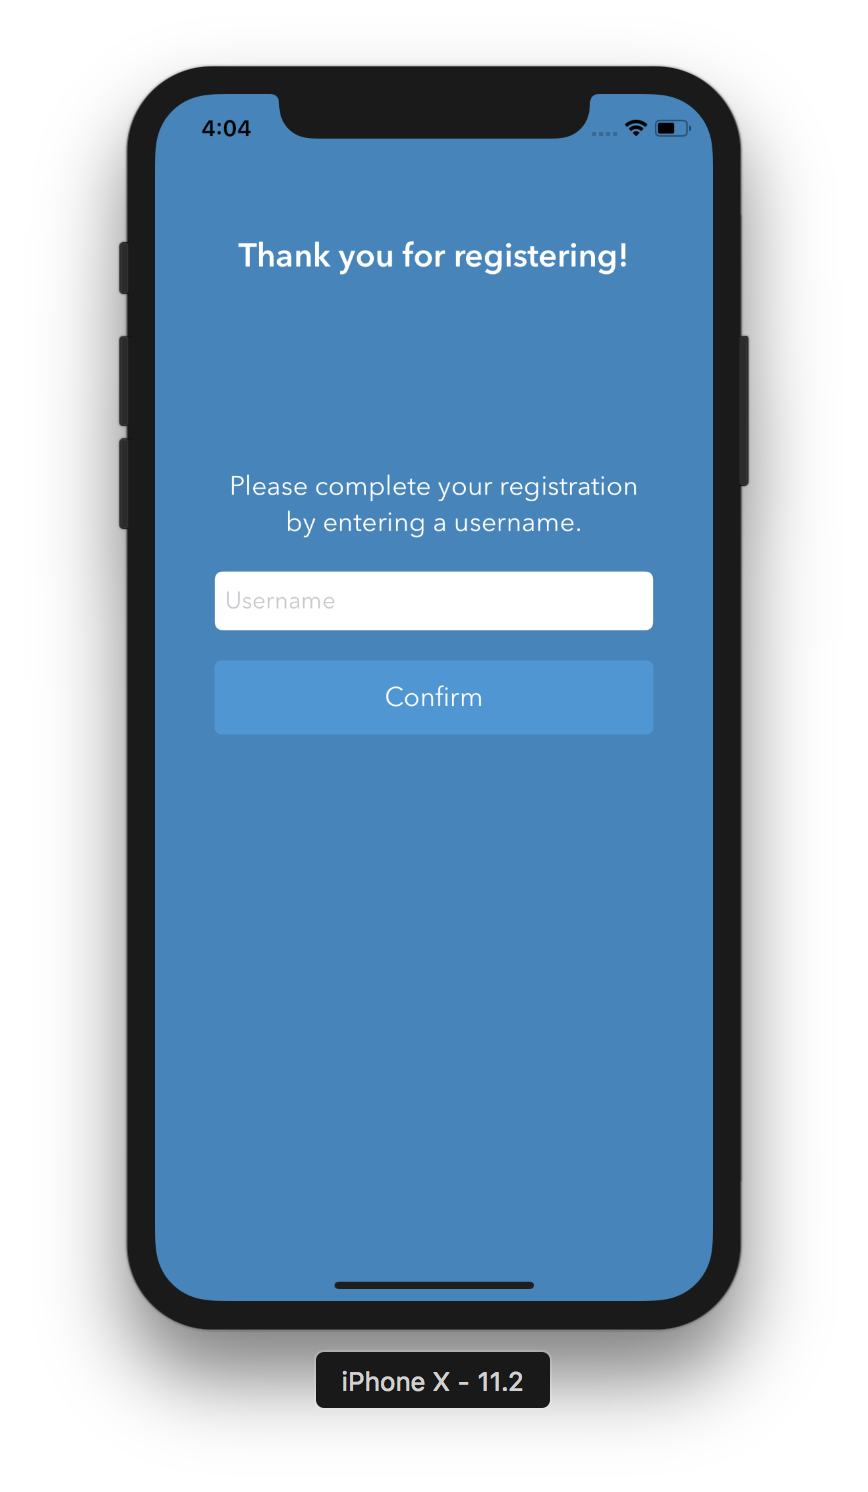 4:04
Thank you for registering!
Please complete your registration
by entering a username.
Username
Confirm
iPhone X - 11.2